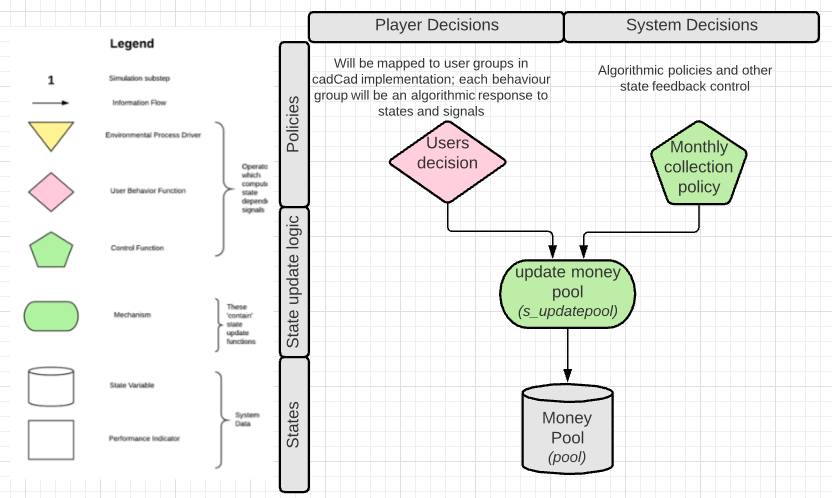 Legend
1
Simulation substep
Information Flow
Environmental Process Driver
User Behavior Function
Control Function
Operato
which
comput
state
depend
signals
Mechanism
These
'contain'
state
update
functions
State Variable
Performance Indicator
System
Data
Player Decisions
System Decisions
Policies
State update logic
States
Will be mapped to user groups in
cadCad implementation; each behaviour
group will be an algorithmic response to
states and signals
Algorithmic policies and other
state feedback control
Users
decision
Monthly
collection
policy
update money
pool
(s_updatepool)
Money
Pool
(pool)